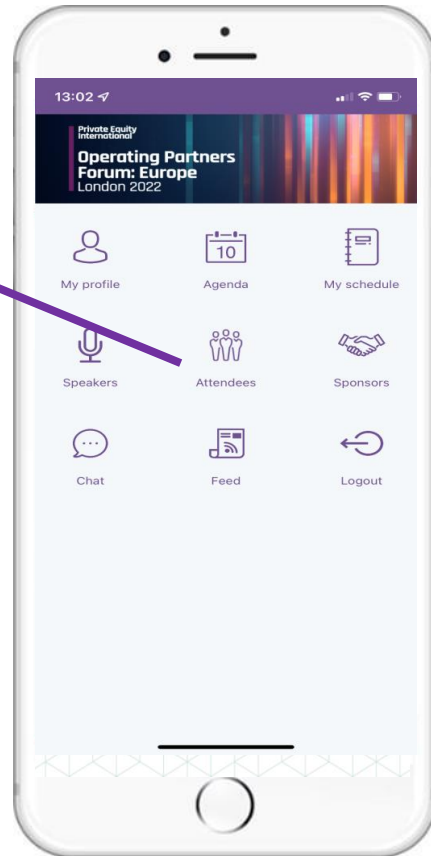 13:02
Private Equity
International
Operating Partners
Forum: Europe
London 2022
10
My profile
Agenda
My schedule
Speakers
Attendees
Sponsors
Chat
Feed
Logout